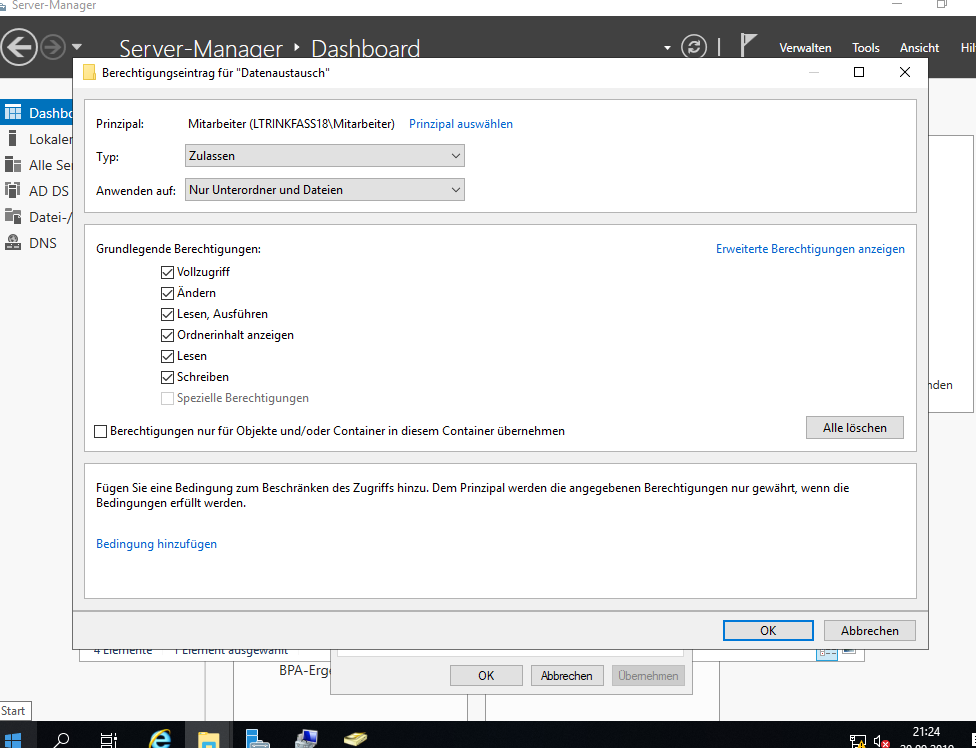 Server-Manager
Server-Manager ‣ Dashboard
Verwalten Tools Ansicht
Berechtigungseintrag für "Datenaustausch"
Prinzipal: Mitarbeiter (LTRINKFASS18\Mitarbeiter) Prinzipal auswählen
Typ: Zulassen
Anwenden auf: Nur Unterordner und Dateien
Grundlegende Berechtigungen: Erweiterte Berechtigungen anzeigen
Vollzugriff
Ändern
Lesen, Ausführen
Ordnerinhalt anzeigen
Lesen
Schreiben
Spezielle Berechtigungen
Berechtigungen nur für Objekte und/oder Container in diesem Container übernehmen
Alle löschen
Fügen Sie eine Bedingung zum Beschränken des Zugriffs hinzu. Dem Prinzipal werden die angegebenen Berechtigungen nur gewährt, wenn die
Bedingungen erfüllt werden.
Bedingung hinzufügen
OK Abbrechen
Dashbo
Lokaler
Alle Se
AD DS
Datei-/
DNS
nden
4 Elemente 1 Element ausgewählt
BPA-Erge
OK Abbrechen Übernehmen
Start
21:24